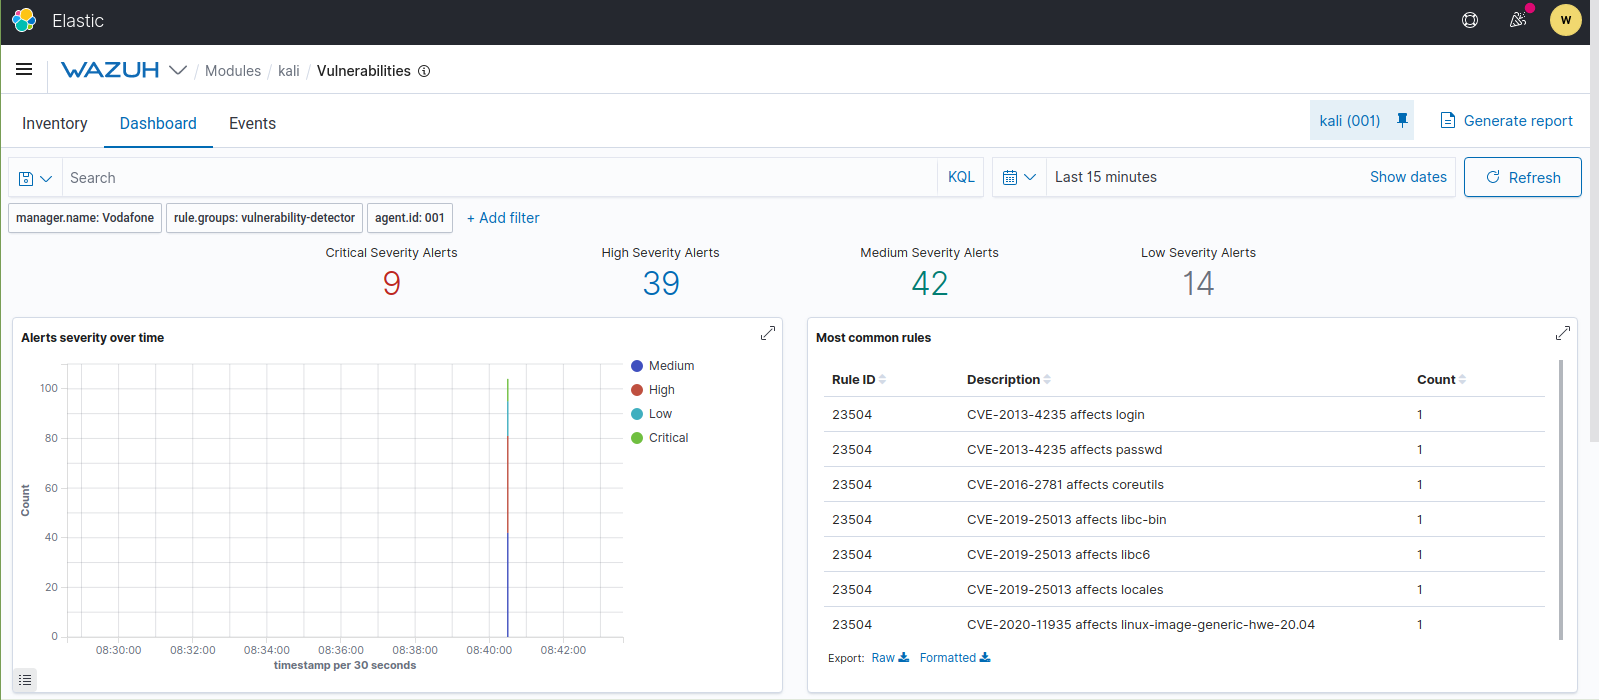 Elastic
W
WAZUH / Modules / kali / Vulnerabilities
Inventory Dashboard Events kali (001) Generate report
Search KQL Last 15 minutes Show dates Refresh
manager.name: Vodafone rule.groups: vulnerability-detector agent.id: 001 + Add filter
Critical Severity Alerts High Severity Alerts Medium Severity Alerts Low Severity Alerts
9 39 42 14
Alerts severity over time
Count
100
80
60
40
20
0
08:30:00 08:32:00 08:34:00 08:36:00 08:38:00 08:40:00 08:42:00
timestamp per 30 seconds
Medium
High
Low
Critical
Most common rules
Rule ID Description Count
23504 CVE-2013-4235 affects login 1
23504 CVE-2013-4235 affects passwd 1
23504 CVE-2016-2781 affects coreutils 1
23504 CVE-2019-25013 affects libc-bin 1
23504 CVE-2019-25013 affects libc6 1
23504 CVE-2019-25013 affects locales 1
23504 CVE-2020-11935 affects linux-image-generic-hwe-20.04 1
Export: Raw Formatted